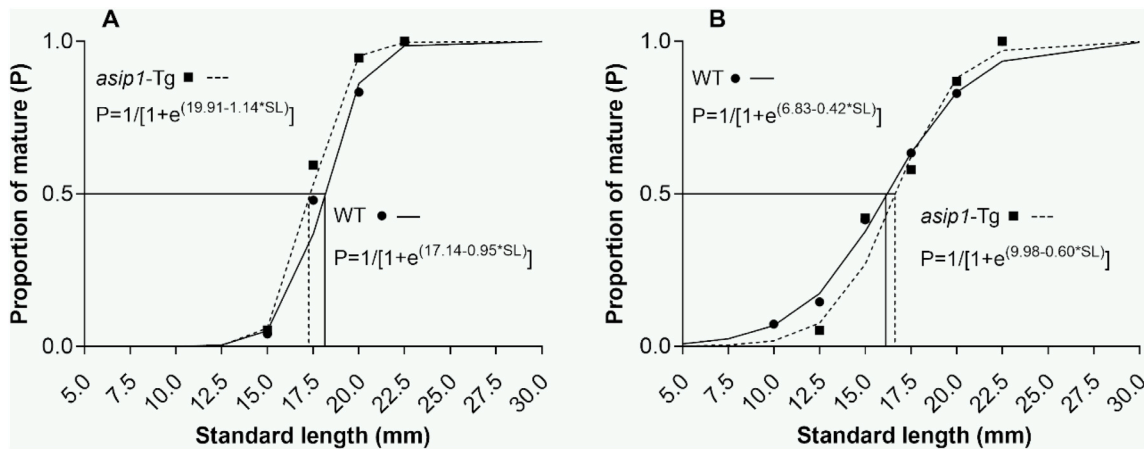 A
Proportion of mature (P)
1.0
0.5
0.0
asip1-Tg
P=1/[1+e^(19.91-1.14*SL)]
WT
P=1/[1+e^(17.14-0.95*SL)]
5.0
7.5
10.0
12.5
15.0
17.5
20.0
22.5
25.0
27.5
30.0
Standard length (mm)
B
Proportion of mature (P)
1.0
0.5
0.0
WT
P=1/[1+e^(6.83-0.42*SL)]
asip1-Tg
P=1/[1+e^(9.98-0.60*SL)]
5.0
7.5
10.0
12.5
15.0
17.5
20.0
22.5
25.0
27.5
30.0
Standard length (mm)